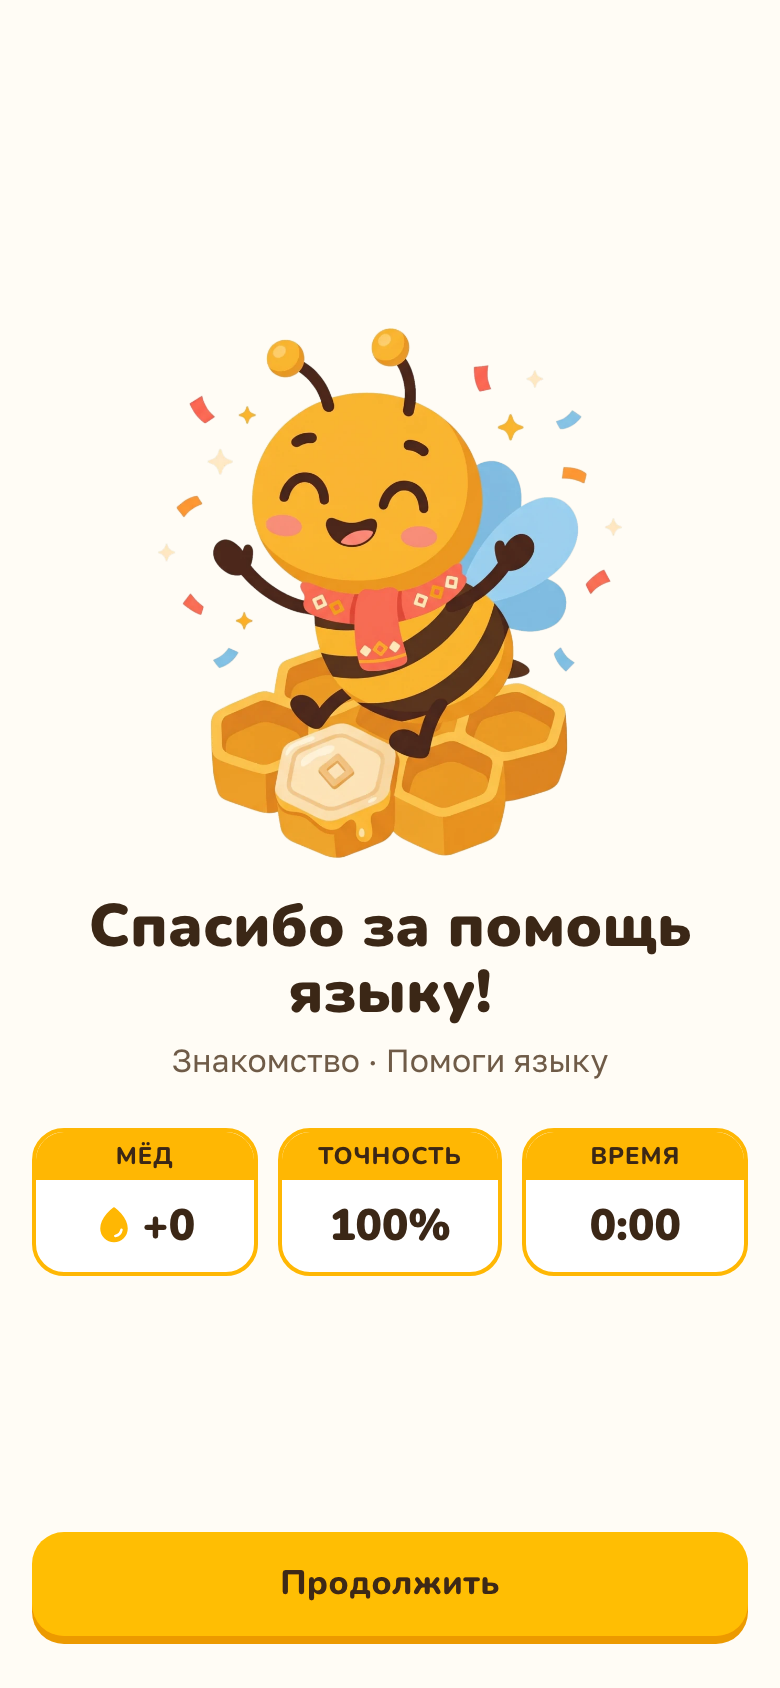 Спасибо за помощь
языку!
Знакомство · Помоги языку
МЁД
ТОЧНОСТЬ
ВРЕМЯ
+0
100%
0:00
Продолжить